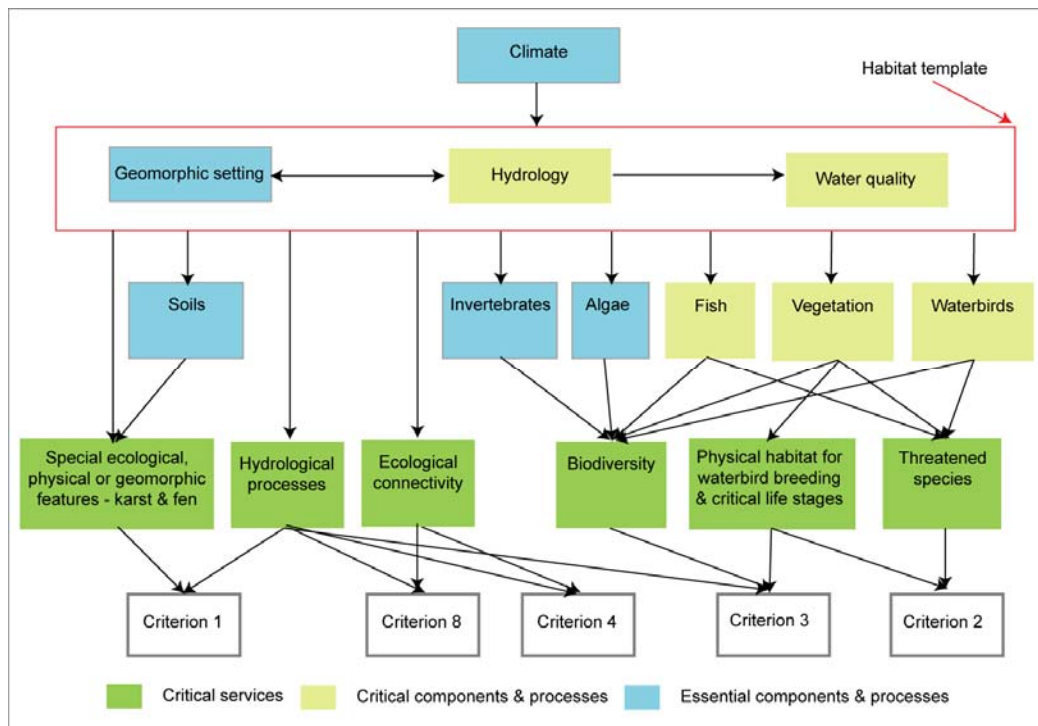 Climate
Habitat template
Geomorphic setting
Hydrology
Water quality
Soils
Invertebrates
Algae
Fish
Vegetation
Waterbirds
Special ecological,
physical or geomorphic
features - karst & fen
Hydrological
processes
Ecological
connectivity
Biodiversity
Physical habitat for
waterbird breeding
& critical life stages
Threatened
species
Criterion 1
Criterion 8
Criterion 4
Criterion 3
Criterion 2
Critical services
Critical components & processes
Essential components & processes